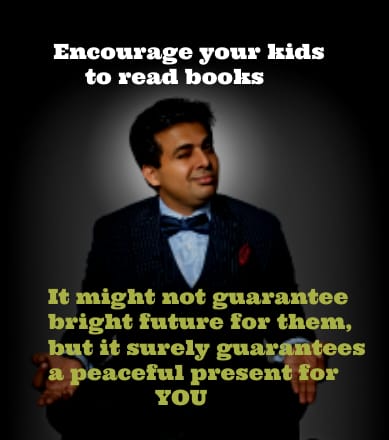 Encourage your kids
to read books
It might not guarantee
bright future for them,
but it surely guarantees
a peaceful present for
YOU